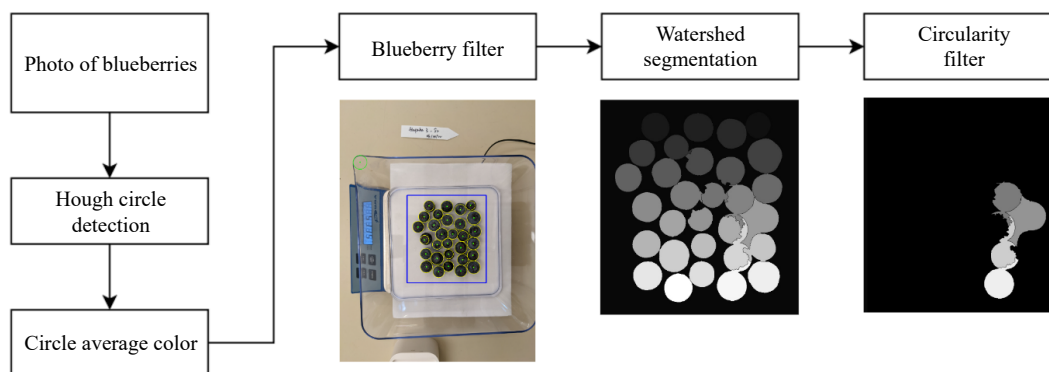 Photo of blueberries
Hough circle
detection
Circle average color
Blueberry filter
Watershed
segmentation
Circularity
filter